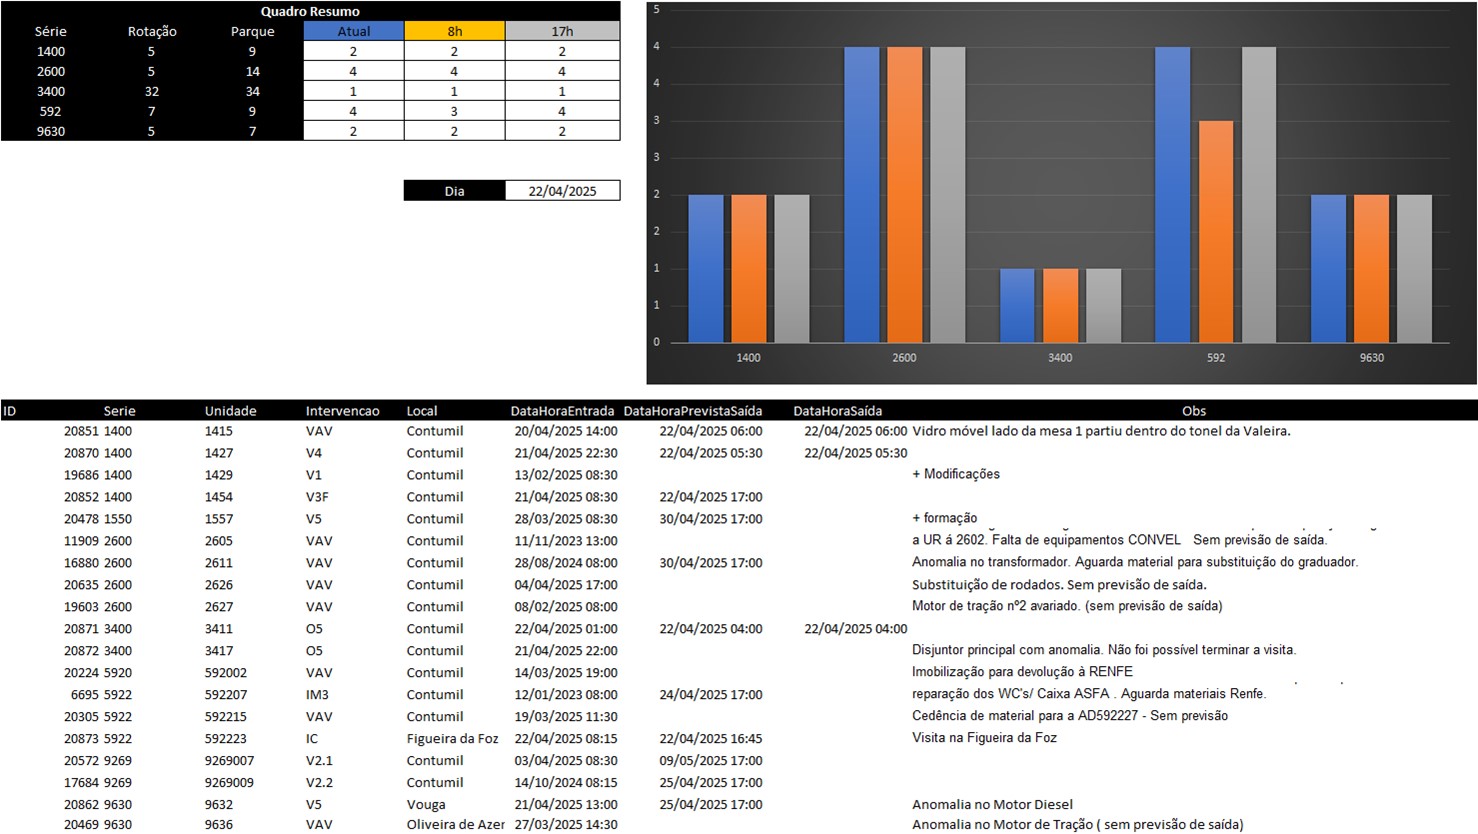 Quadro Resumo
Série Rotação Parque Atual 8h 17h
1400 5 9 2 2 2
2600 5 14 4 4 4
3400 32 34 1 1 1
592 7 9 4 3 4
9630 5 7 2 2 2
Dia 22/04/2025
5
4
4
3
3
2
2
1
1
0
1400 2600 3400 592 9630
ID Serie Unidade Intervencao Local DataHoraEntrada DataHoraPrevistaSaída DataHoraSaída Obs
20851 1400 1415 VAV Contumil 20/04/2025 14:00 22/04/2025 06:00 22/04/2025 06:00 Vidro móvel lado da mesa 1 partiu dentro do tonel da Valeira.
20870 1400 1427 V4 Contumil 21/04/2025 22:30 22/04/2025 05:30 22/04/2025 05:30
19686 1400 1429 V1 Contumil 13/02/2025 08:30 + Modificações
20852 1400 1454 V3F Contumil 21/04/2025 08:30 22/04/2025 17:00
20478 1550 1557 V5 Contumil 28/03/2025 08:30 30/04/2025 17:00 + formação
11909 2600 2605 VAV Contumil 11/11/2023 13:00 a UR á 2602. Falta de equipamentos CONVEL Sem previsão de saída.
16880 2600 2611 VAV Contumil 28/08/2024 08:00 30/04/2025 17:00 Anomalia no transformador. Aguarda material para substituição do graduador.
20635 2600 2626 VAV Contumil 04/04/2025 17:00 Substituição de rodados. Sem previsão de saída.
19603 2600 2627 VAV Contumil 08/02/2025 08:00 Motor de tração nº2 avariado. (sem previsão de saída)
20871 3400 3411 O5 Contumil 22/04/2025 01:00 22/04/2025 04:00 22/04/2025 04:00
20872 3400 3417 O5 Contumil 21/04/2025 22:00 Disjuntor principal com anomalia. Não foi possível terminar a visita.
20224 5920 592002 VAV Contumil 14/03/2025 19:00 Imobilização para devolução à RENFE
6695 5922 592207 IM3 Contumil 12/01/2023 08:00 24/04/2025 17:00 reparação dos WC's/ Caixa ASFA . Aguarda materiais Renfe.
20305 5922 592215 VAV Contumil 19/03/2025 11:30 Cedência de material para a AD592227 - Sem previsão
20873 5922 592223 IC Figueira da Foz 22/04/2025 08:15 22/04/2025 16:45 Visita na Figueira da Foz
20572 9269 9269007 V2.1 Contumil 03/04/2025 08:30 09/05/2025 17:00
17684 9269 9269009 V2.2 Contumil 14/10/2024 08:15 25/04/2025 17:00
20862 9630 9632 V5 Vouga 21/04/2025 13:00 25/04/2025 17:00 Anomalia no Motor Diesel
20469 9630 9636 VAV Oliveira de Azer 27/03/2025 14:30 Anomalia no Motor de Tração ( sem previsão de saída)